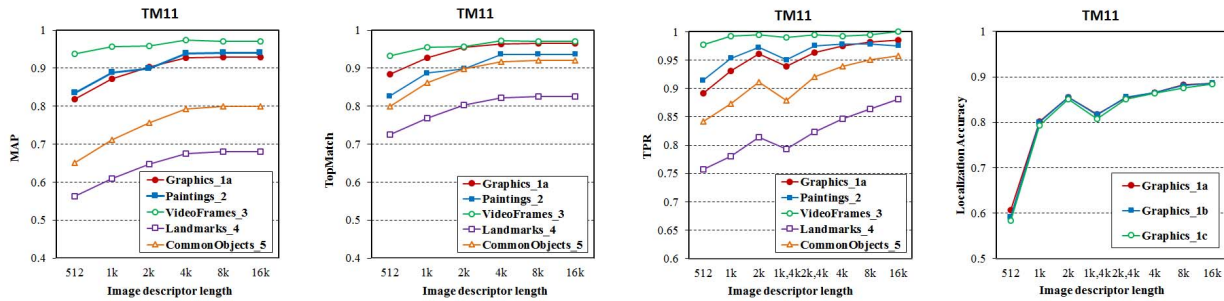 TM11
1
0.9
0.8
0.7
0.6
0.5
0.4
MAP
Graphics_1a
Paintings_2
VideoFrames_3
Landmarks_4
CommonObjects_5
512 1k 2k 4k 8k 16k
Image descriptor length
TM11
1
0.9
0.8
0.7
0.6
0.5
0.4
TopMatch
Graphics_1a
Paintings_2
VideoFrames_3
Landmarks_4
CommonObjects_5
512 1k 2k 4k 8k 16k
Image descriptor length
TM11
1
0.95
0.9
0.85
0.8
0.75
0.7
0.65
0.6
TPR
Graphics_1a
Paintings_2
VideoFrames_3
Landmarks_4
CommonObjects_5
512 1k 2k 1k,4k 2k,4k 4k 8k 16k
Image descriptor length
TM11
1
0.9
0.8
0.7
0.6
0.5
Localization Accuracy
Graphics_1a
Graphics_1b
Graphics_1c
512 1k 2k 1k,4k 2k,4k 4k 8k 16k
Image descriptor length